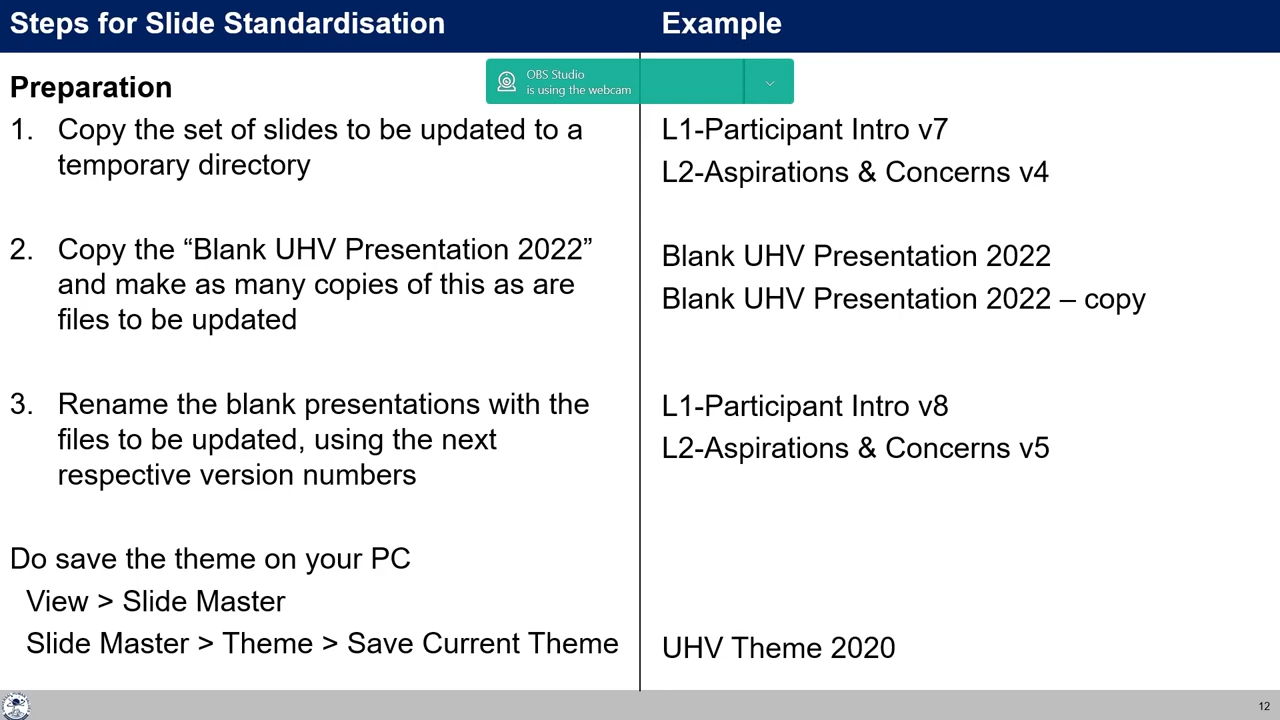 Steps for Slide Standardisation
Example
OBS Studio
is using the webcam
Preparation
1. Copy the set of slides to be updated to a
temporary directory
L1-Participant Intro v7
L2-Aspirations & Concerns v4
2. Copy the “Blank UHV Presentation 2022”
and make as many copies of this as are
files to be updated
Blank UHV Presentation 2022
Blank UHV Presentation 2022 – copy
3. Rename the blank presentations with the
files to be updated, using the next
respective version numbers
L1-Participant Intro v8
L2-Aspirations & Concerns v5
Do save the theme on your PC
View > Slide Master
Slide Master > Theme > Save Current Theme
UHV Theme 2020
12